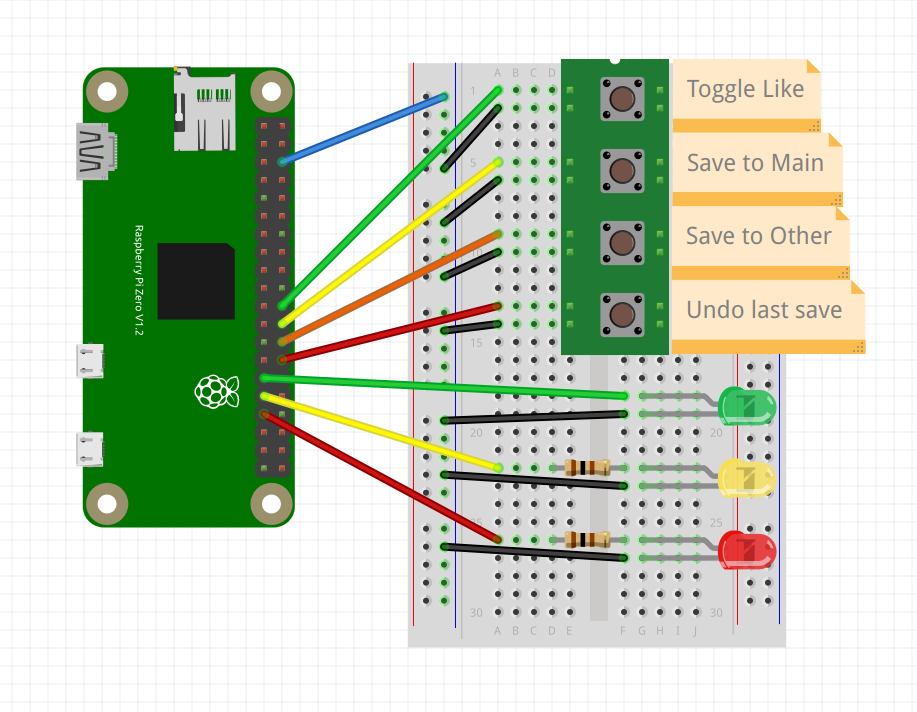 A B C D
1
Toggle Like
5
Save to Main
Raspberry Pi Zero V1.2
10
Save to Other
Undo last save
15
20 20
25 25
30 30
A B C D E F G H I J